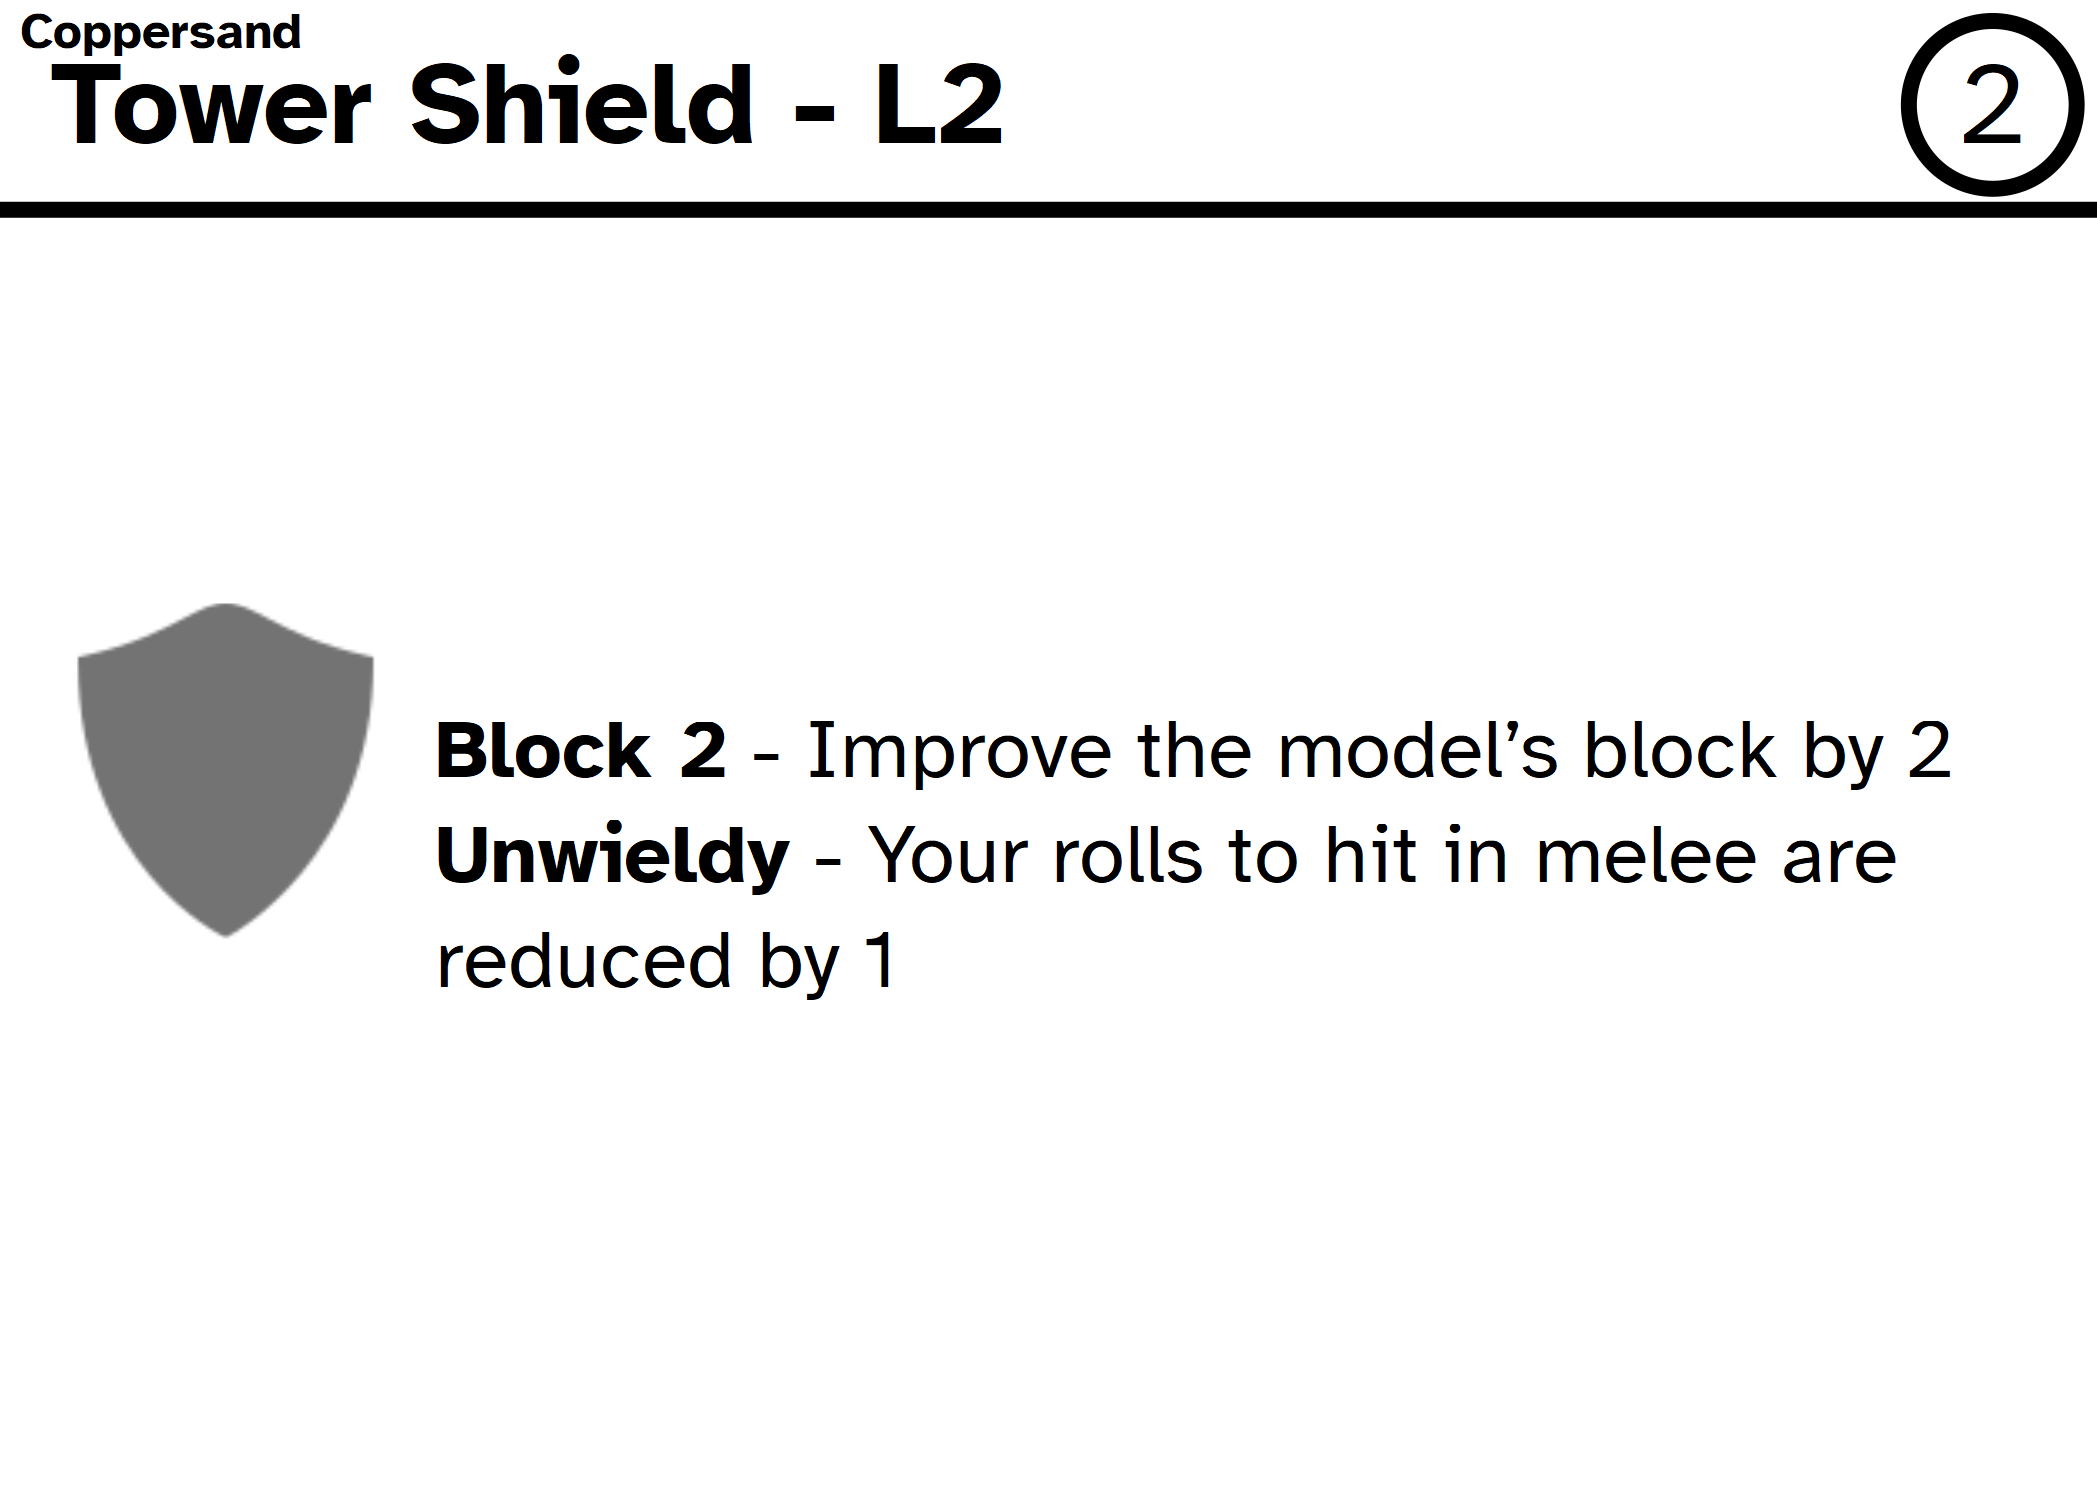 Coppersand
Tower Shield - L2
2
Block 2 - Improve the model’s block by 2
Unwieldy - Your rolls to hit in melee are
reduced by 1